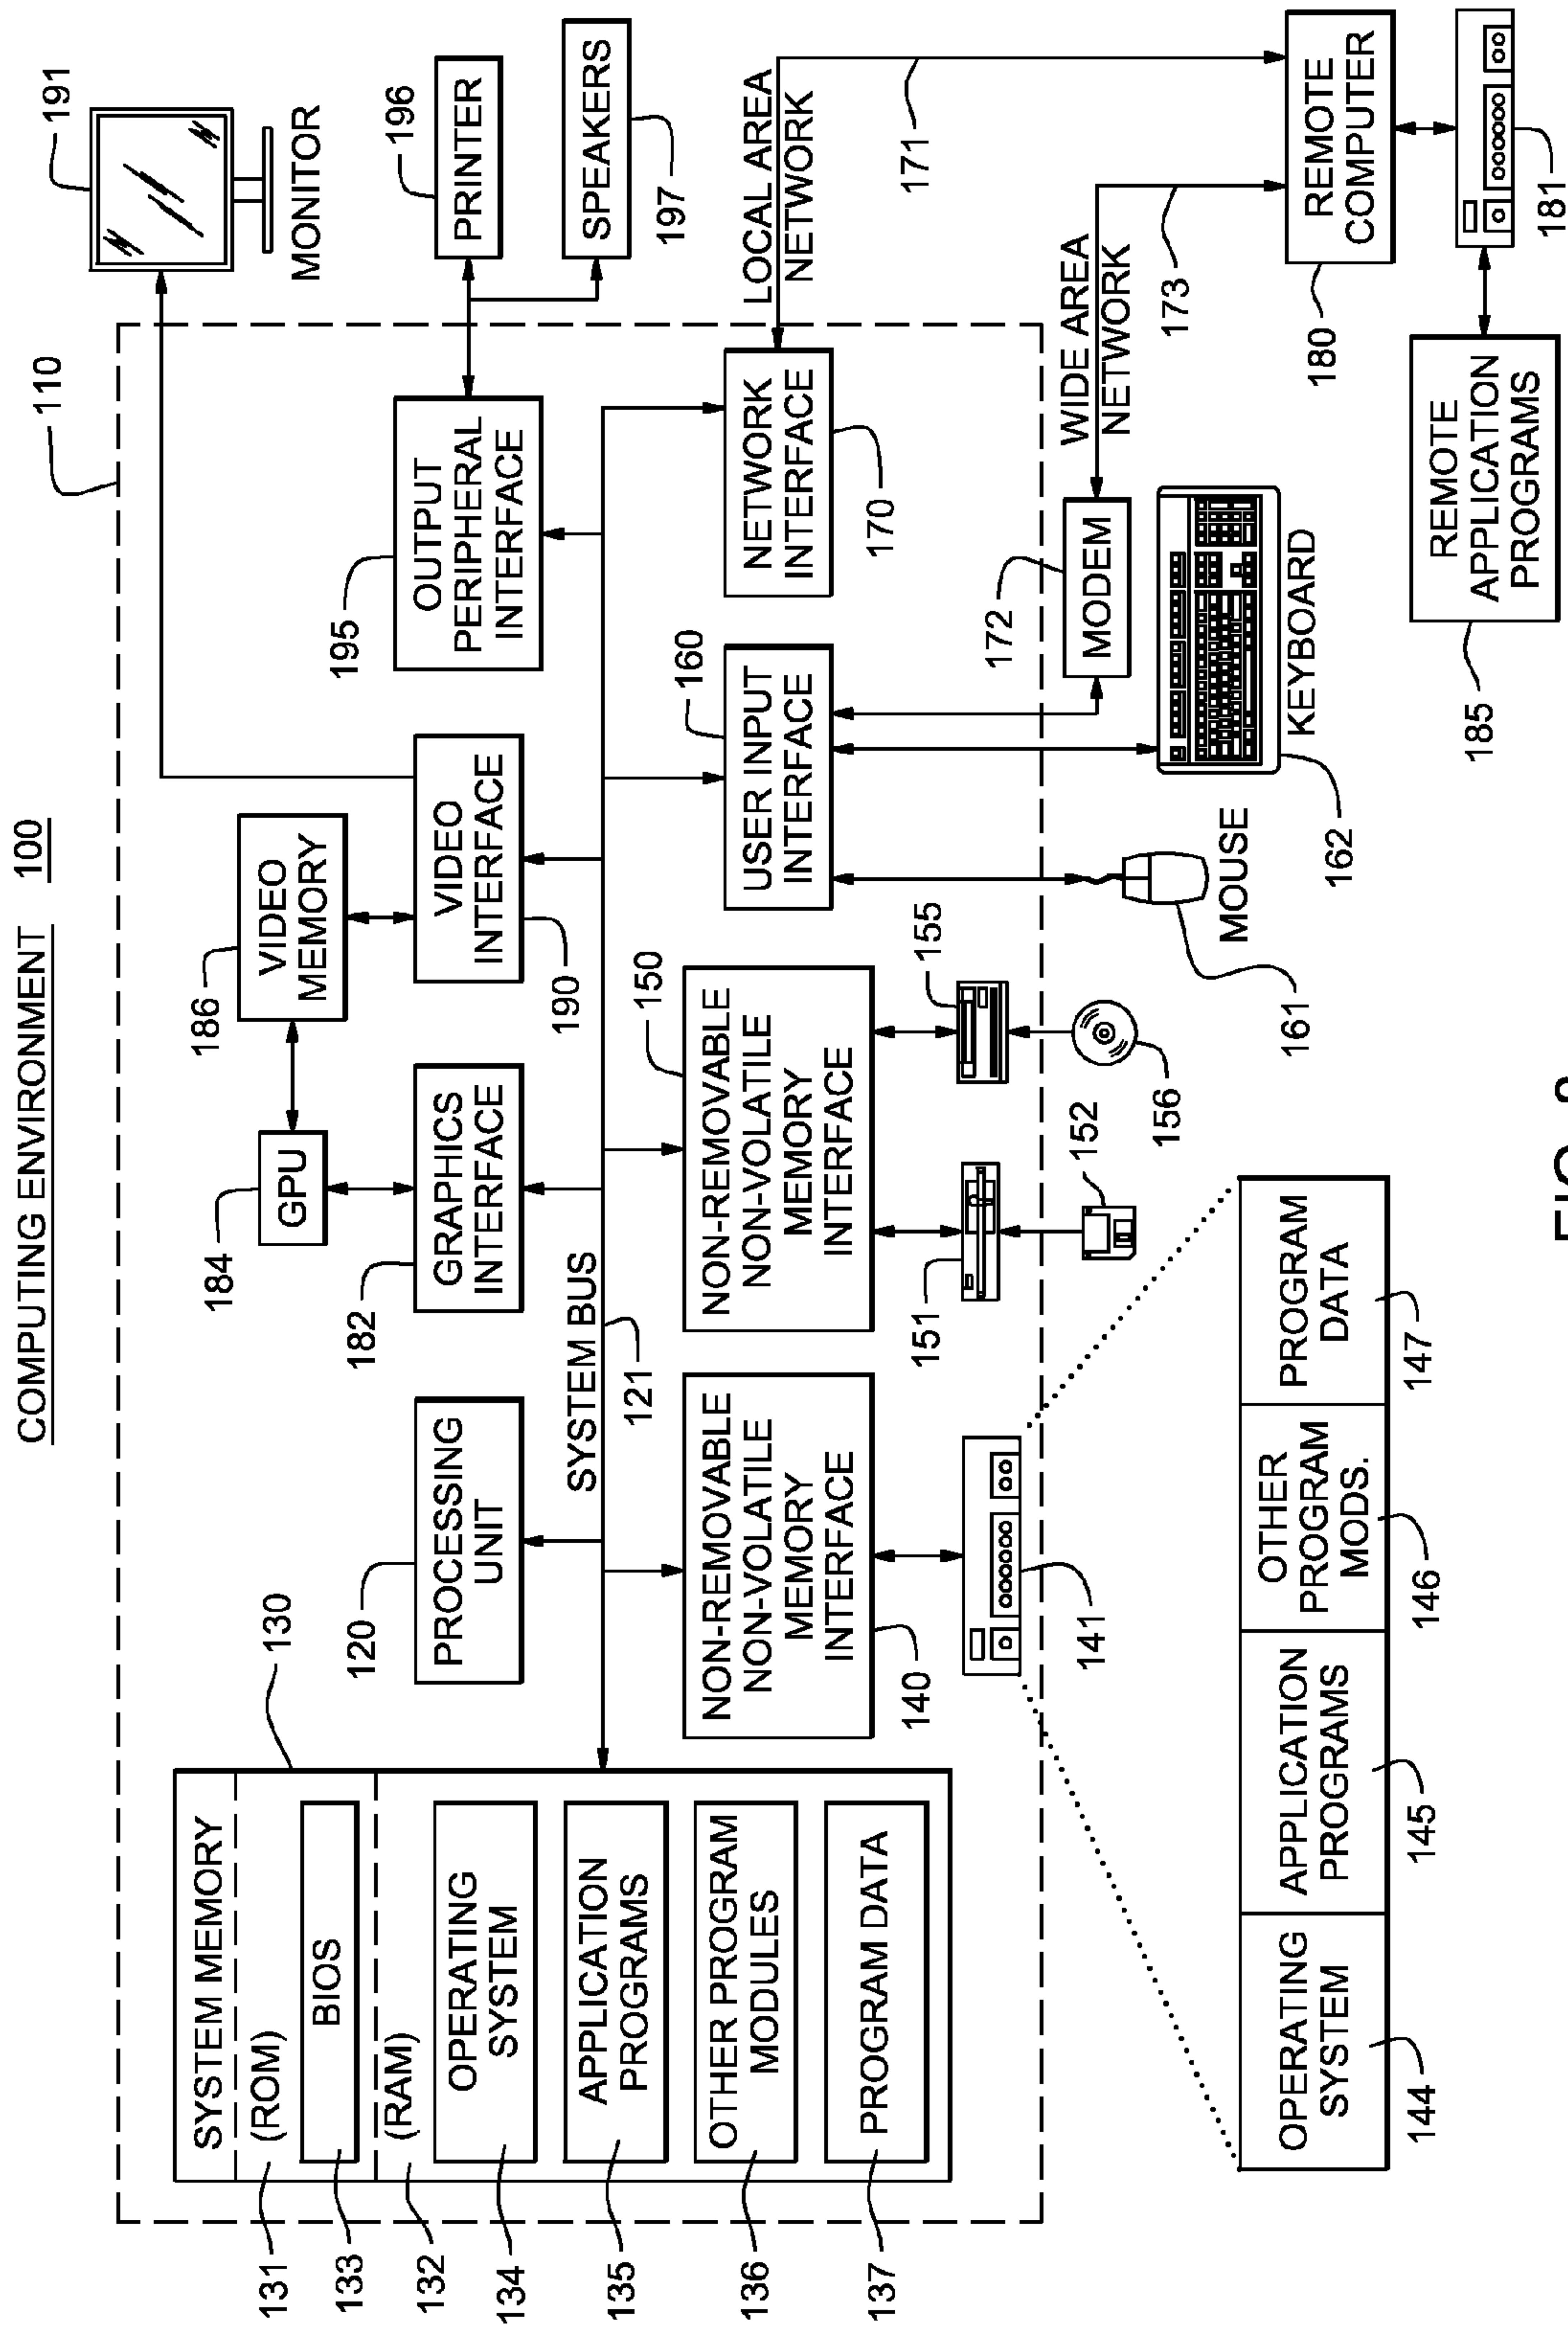 COMPUTING ENVIRONMENT 100
110
191
MONITOR
186
VIDEO
MEMORY
184
GPU
196
PRINTER
SPEAKERS
197
130
SYSTEM MEMORY
131
(ROM)
133
BIOS
132
(RAM)
134
OPERATING
SYSTEM
135
APPLICATION
PROGRAMS
136
OTHER PROGRAM
MODULES
137
PROGRAM DATA
120
PROCESSING
UNIT
182
GRAPHICS
INTERFACE
190
VIDEO
INTERFACE
195
OUTPUT
PERIPHERAL
INTERFACE
SYSTEM BUS
121
NON-REMOVABLE
NON-VOLATILE
MEMORY
INTERFACE
140
150
NON-REMOVABLE
NON-VOLATILE
MEMORY
INTERFACE
160
USER INPUT
INTERFACE
NETWORK
INTERFACE
170
LOCAL AREA
NETWORK
171
141
151
152
155
156
161
MOUSE
162
KEYBOARD
172
MODEM
WIDE AREA
NETWORK
173
180
REMOTE
COMPUTER
181
185
REMOTE
APPLICATION
PROGRAMS
OPERATING
SYSTEM
144
APPLICATION
PROGRAMS
145
OTHER
PROGRAM
MODS.
146
PROGRAM
DATA
147